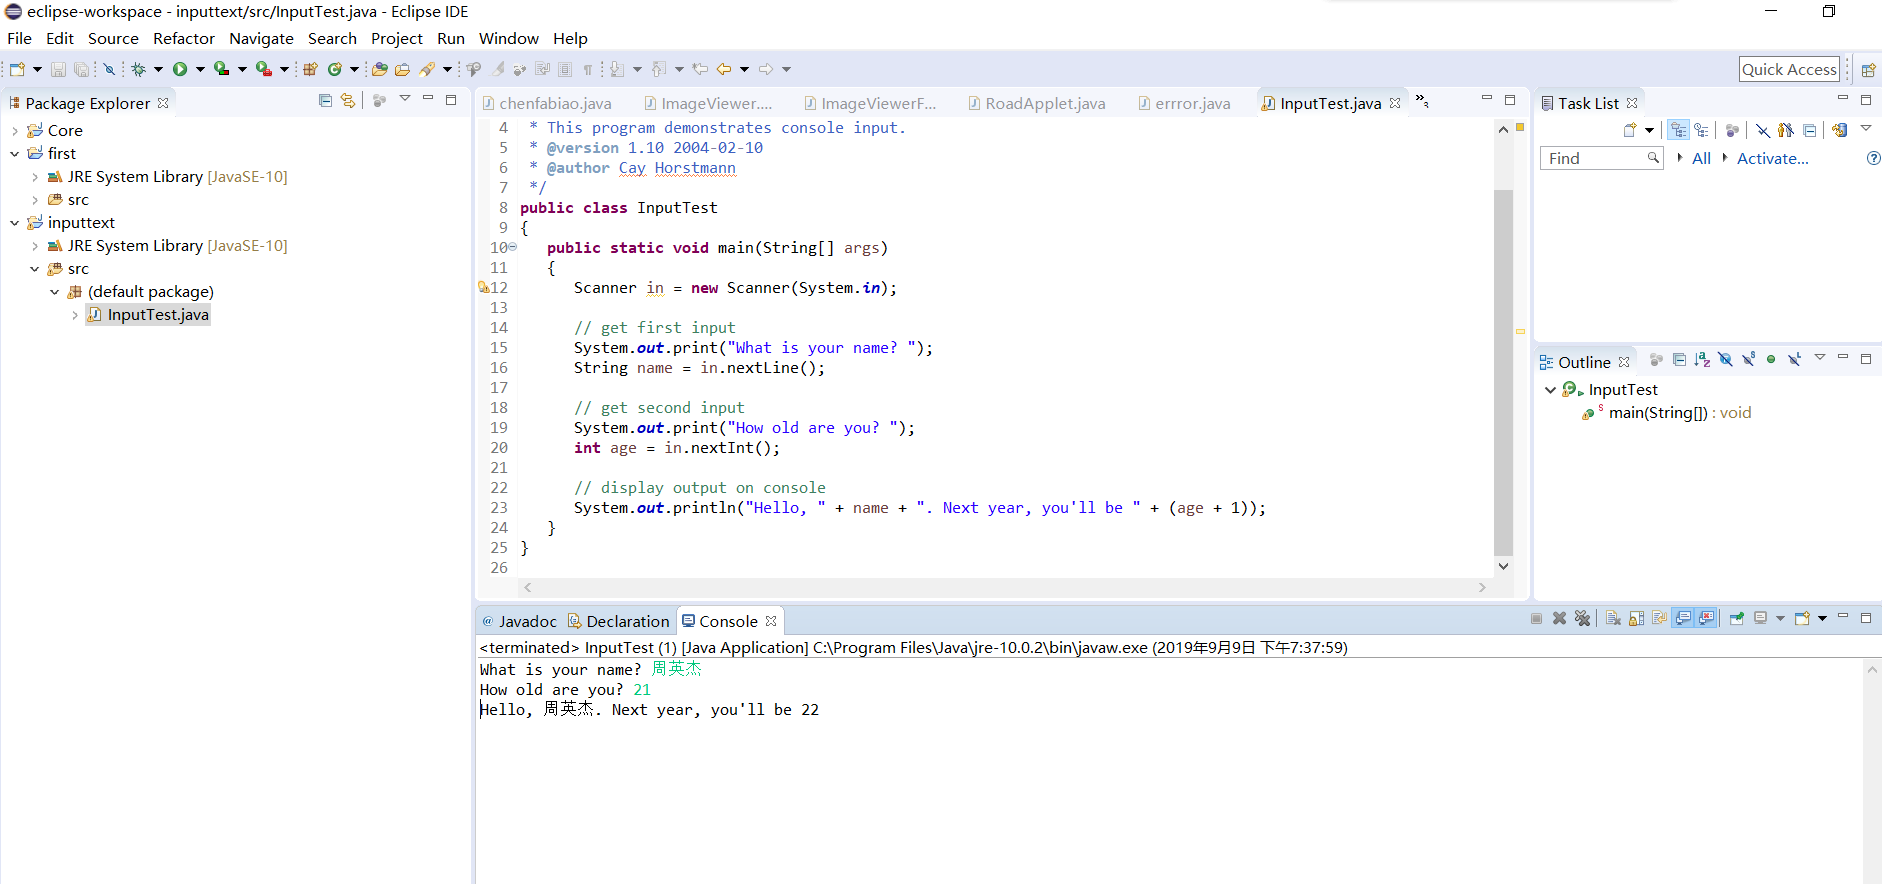 eclipse-workspace - inputtext/src/InputTest.java - Eclipse IDE
File Edit Source Refactor Navigate Search Project Run Window Help
Quick Access
Package Explorer
Core
first
JRE System Library [JavaSE-10]
src
inputtext
JRE System Library [JavaSE-10]
src
(default package)
InputTest.java
chenfabiao.java ImageViewer.... ImageViewerF... RoadApplet.java errror.java InputTest.java »3
4 * This program demonstrates console input.
5 * @version 1.10 2004-02-10
6 * @author Cay Horstmann
7 */
8 public class InputTest
9 {
10 public static void main(String[] args)
11 {
12 Scanner in = new Scanner(System.in);
13
14 // get first input
15 System.out.print("What is your name? ");
16 String name = in.nextLine();
17
18 // get second input
19 System.out.print("How old are you? ");
20 int age = in.nextInt();
21
22 // display output on console
23 System.out.println("Hello, " + name + ". Next year, you'll be " + (age + 1));
24 }
25 }
26
Task List
Find All Activate...
Outline
InputTest
main(String[]) : void
@ Javadoc Declaration Console
<terminated> InputTest (1) [Java Application] C:\Program Files\Java\jre-10.0.2\bin\javaw.exe (2019年9月9日 下午7:37:59)
What is your name? 周英杰
How old are you? 21
Hello, 周英杰. Next year, you'll be 22